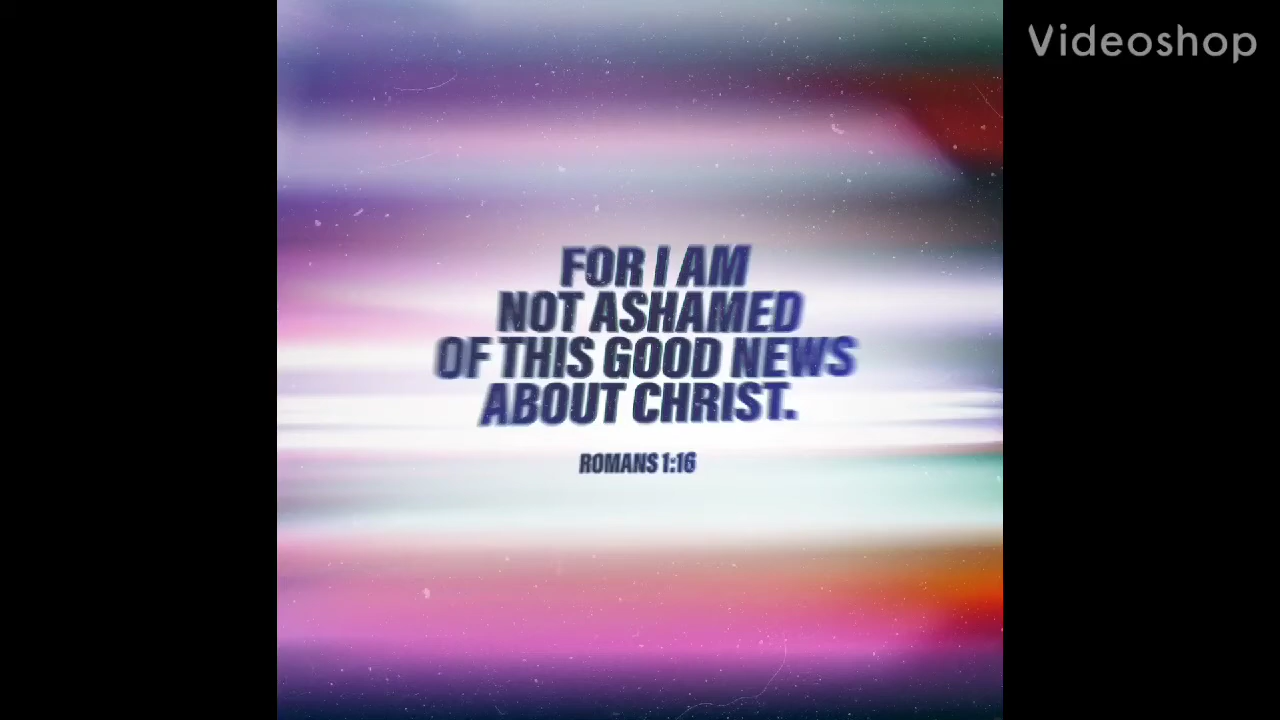 Videoshop
FOR I AM
NOT ASHAMED
OF THIS GOOD NEWS
ABOUT CHRIST.
ROMANS 1:16